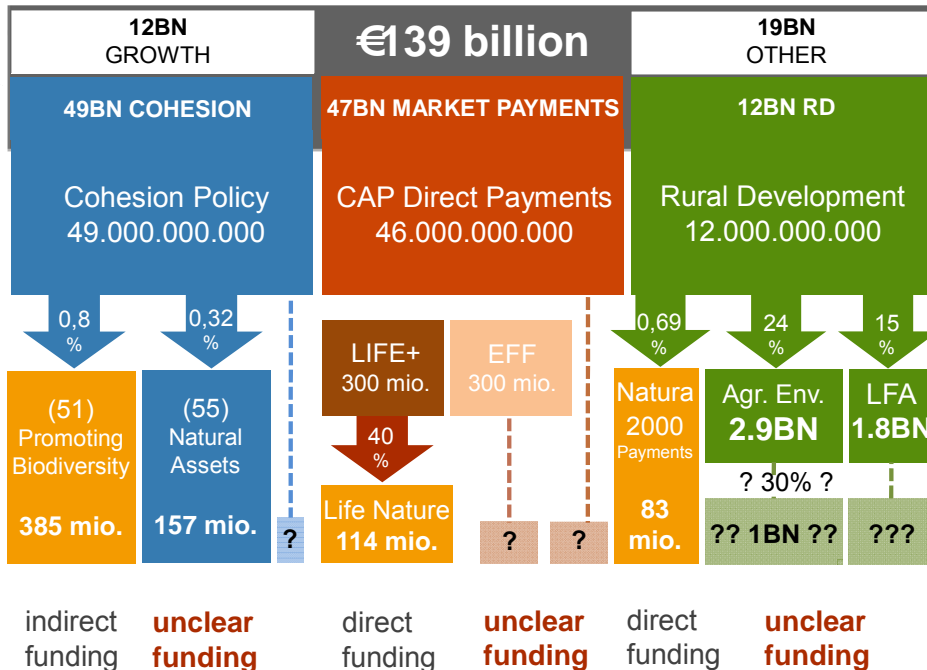 12BN
GROWTH
€139 billion
19BN
OTHER
49BN COHESION
47BN MARKET PAYMENTS
12BN RD
Cohesion Policy
49.000.000.000
CAP Direct Payments
46.000.000.000
Rural Development
12.000.000.000
0,8
%
0,32
%
LIFE+
300 mio.
EFF
300 mio.
0,69
%
24
%
15
%
(51)
Promoting
Biodiversity
385 mio.
(55)
Natural
Assets
157 mio.
?
40
%
Life Nature
114 mio.
?
?
Natura
2000
Payments
83
mio.
Agr. Env.
2.9BN
LFA
1.8BN
? 30% ?
?? 1BN ??
???
indirect
funding
unclear
funding
direct
funding
unclear
funding
direct
funding
unclear
funding